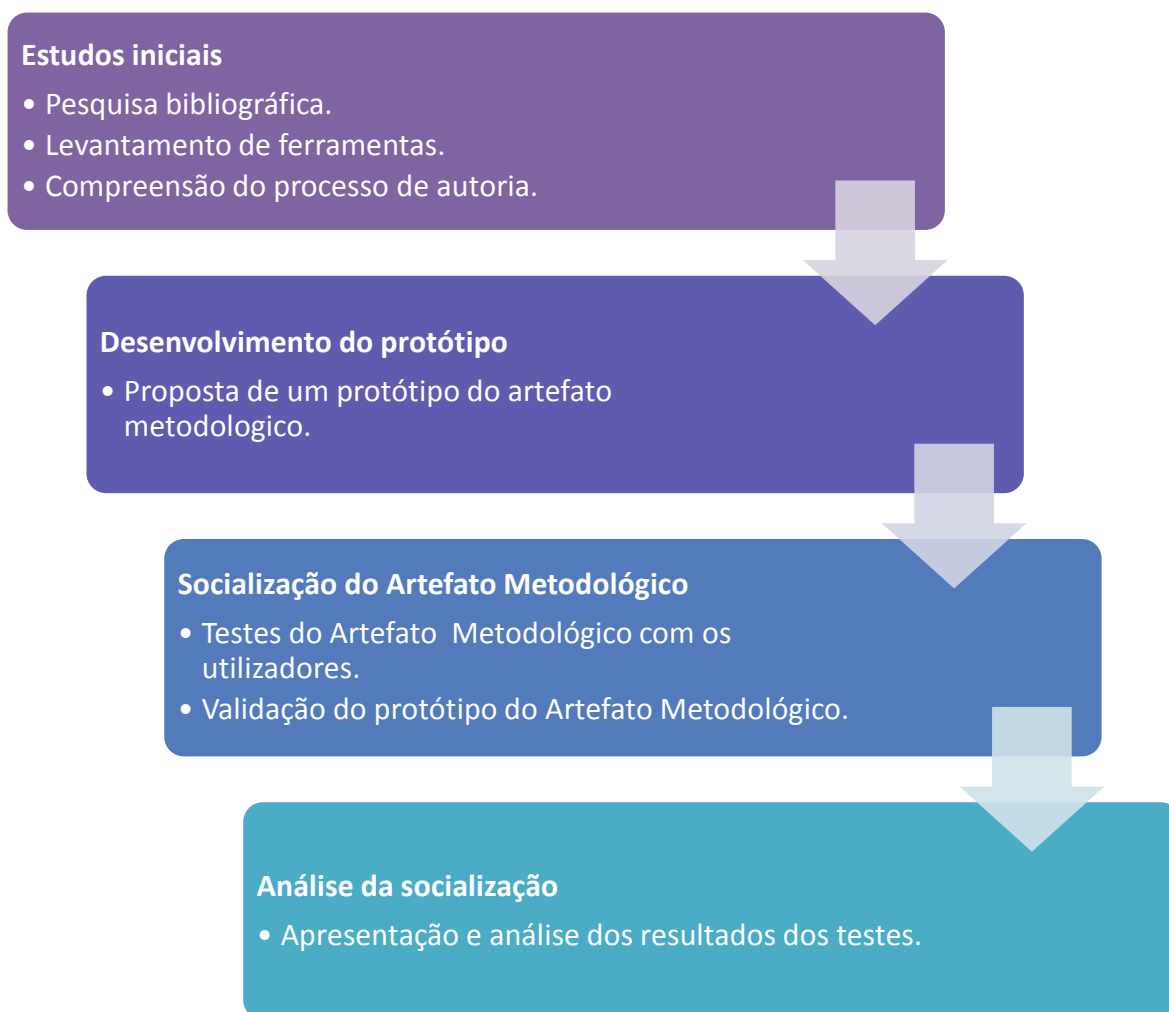 Estudos iniciais
• Pesquisa bibliográfica.
• Levantamento de ferramentas.
• Compreensão do processo de autoria.
Desenvolvimento do protótipo
• Proposta de um protótipo do artefato
metodologico.
Socialização do Artefato Metodológico
• Testes do Artefato  Metodológico com os
utilizadores.
• Validação do protótipo do Artefato Metodológico.
Análise da socialização
• Apresentação e análise dos resultados dos testes.